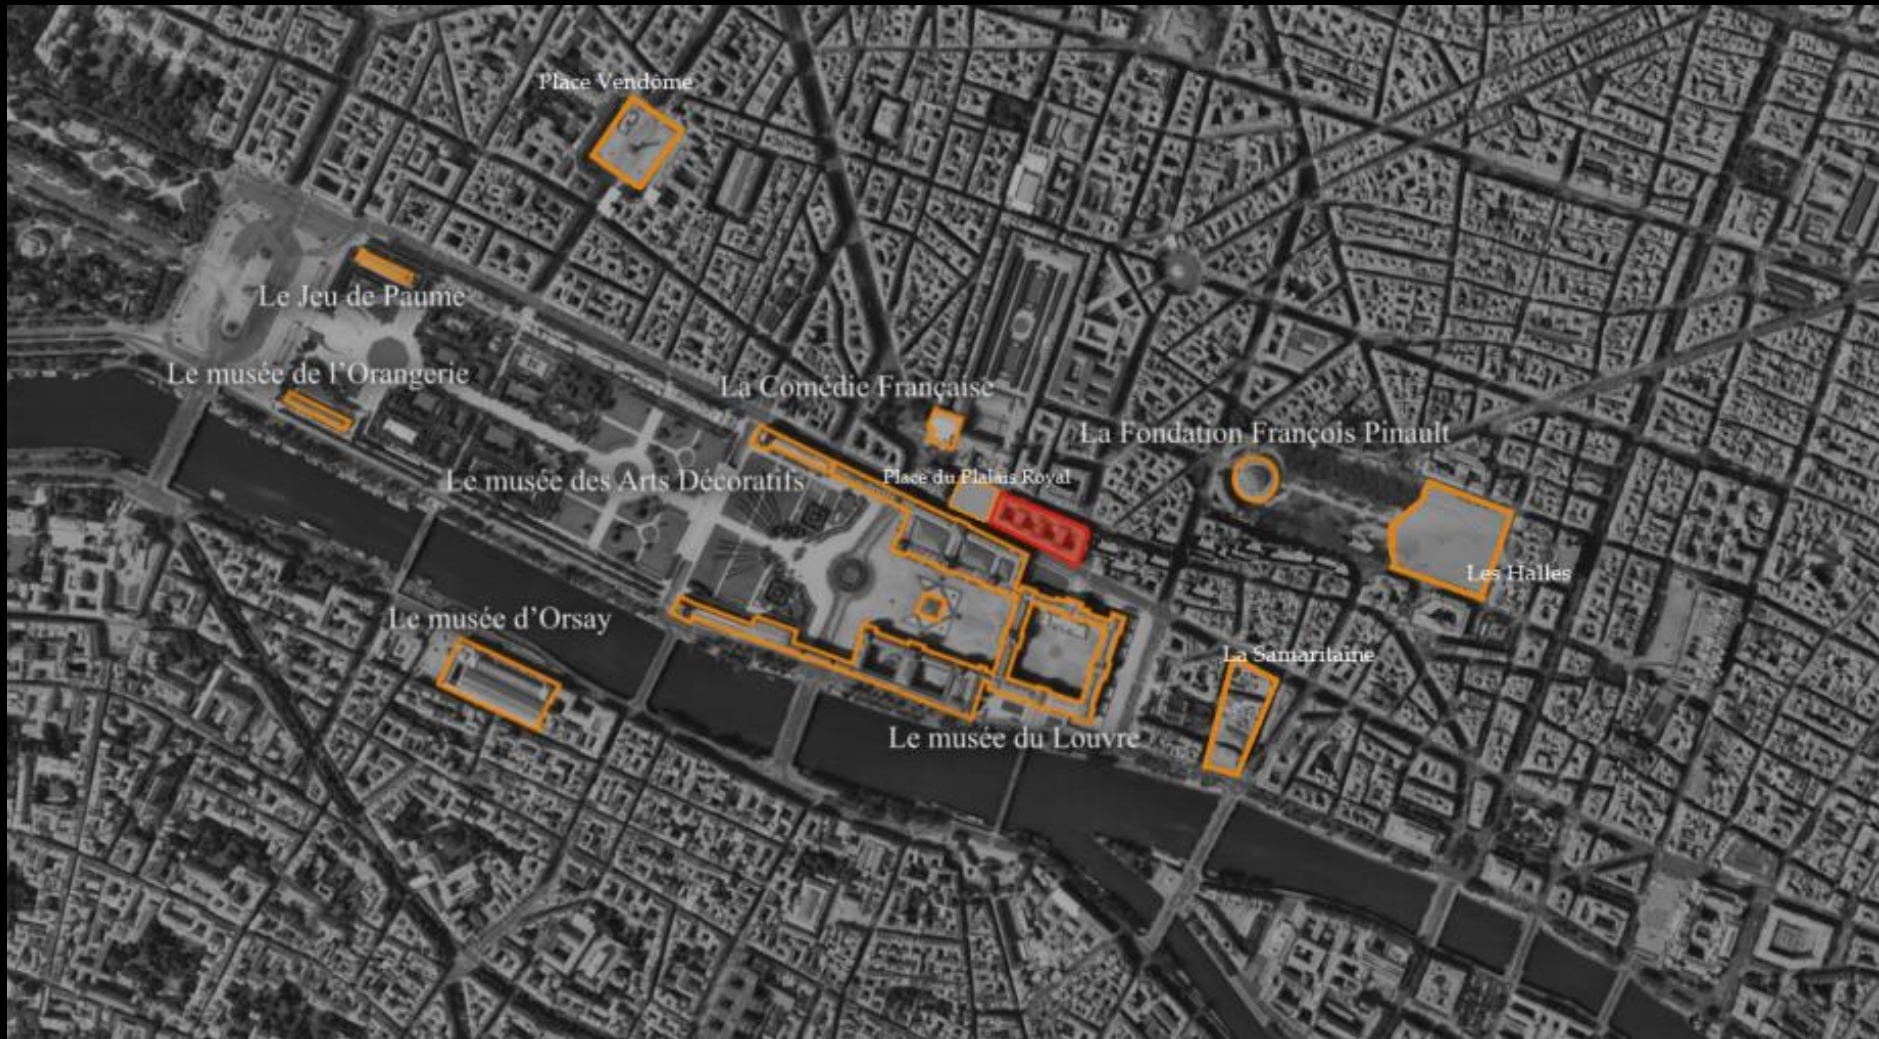 Place Vendôme
Le Jeu de Paume
Le musée de l'Orangerie
La Comédie Française
La Fondation François Pinault
Le musée des Arts Décoratifs
Place du Plalais Royal
Les Halles
Le musée d'Orsay
La Samaritaine
Le musée du Louvre